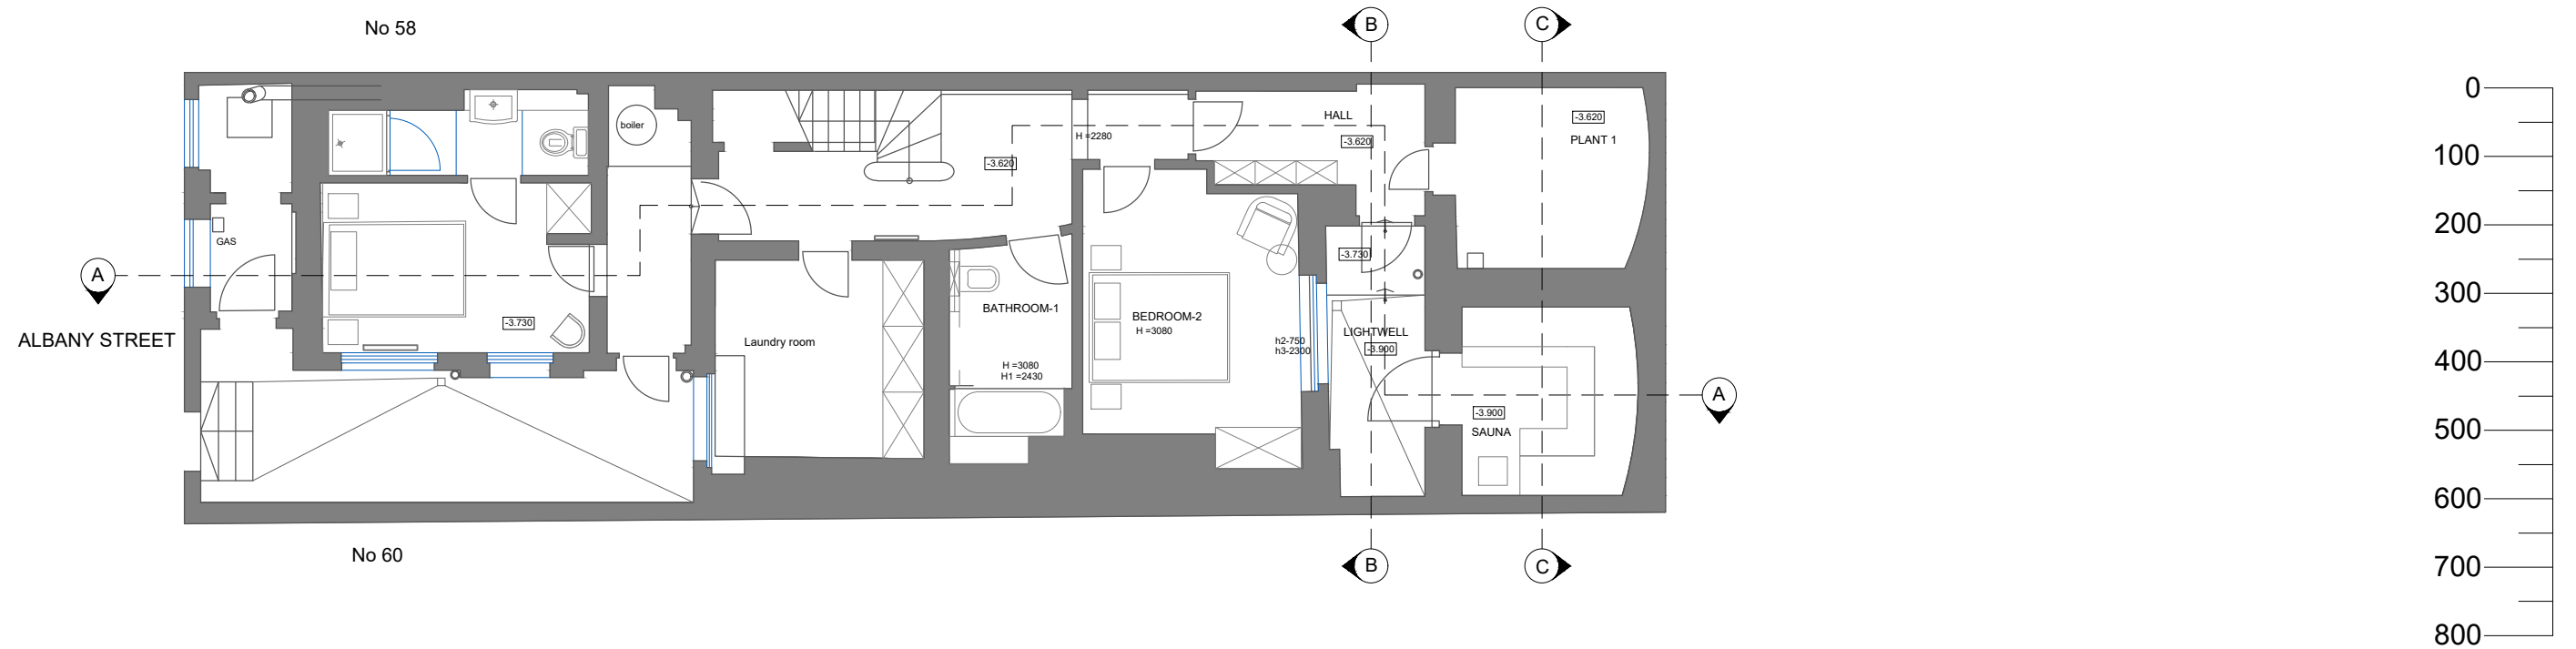 No 58
B
C
0
100
200
300
400
500
600
700
800
boiler
HALL
H =2280
-3.620
-3.620
-3.620
PLANT 1
GAS
A
-3.730
-3.730
ALBANY STREET
Laundry room
BATHROOM-1
H =3080
H1 =2430
BEDROOM-2
H =3080
h2-750
h3-2300
LIGHTWELL
-3.900
-3.900
SAUNA
A
No 60
B
C